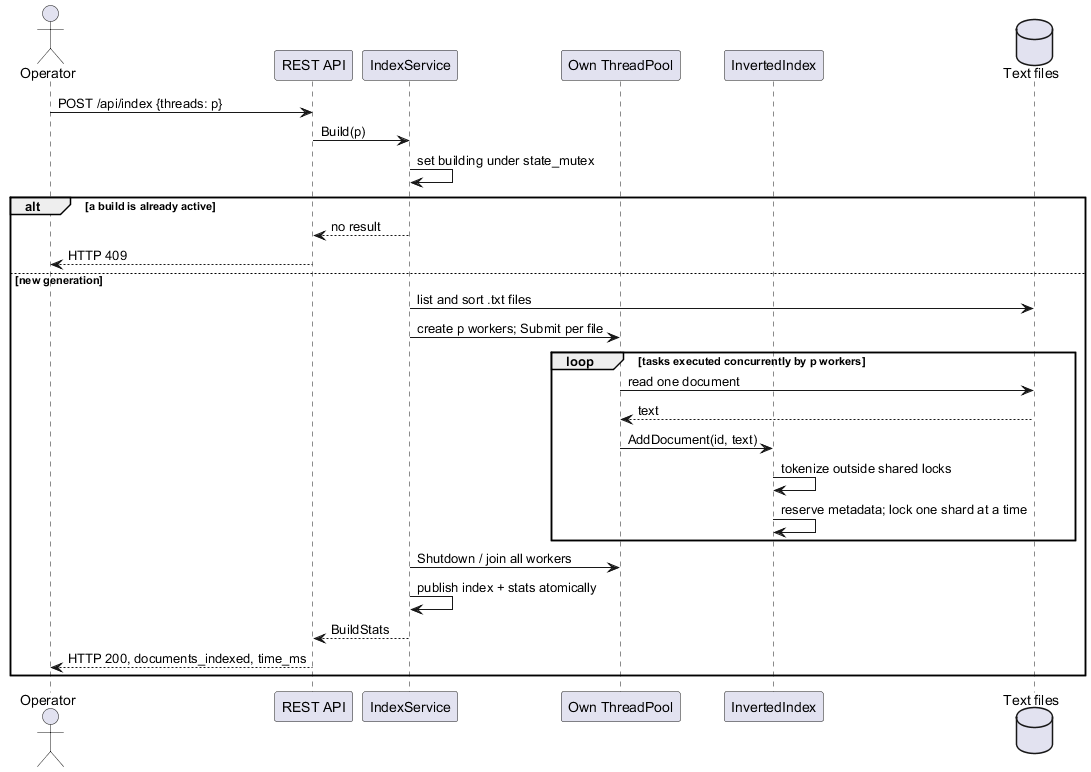 Operator
REST API
IndexService
Own ThreadPool
InvertedIndex
Text files
POST /api/index {threads: p}
Build(p)
set building under state_mutex
alt
[a build is already active]
no result
HTTP 409
[new generation]
list and sort .txt files
create p workers; Submit per file
loop
[tasks executed concurrently by p workers]
read one document
text
AddDocument(id, text)
tokenize outside shared locks
reserve metadata; lock one shard at a time
Shutdown / join all workers
publish index + stats atomically
BuildStats
HTTP 200, documents_indexed, time_ms
Operator
REST API
IndexService
Own ThreadPool
InvertedIndex
Text files